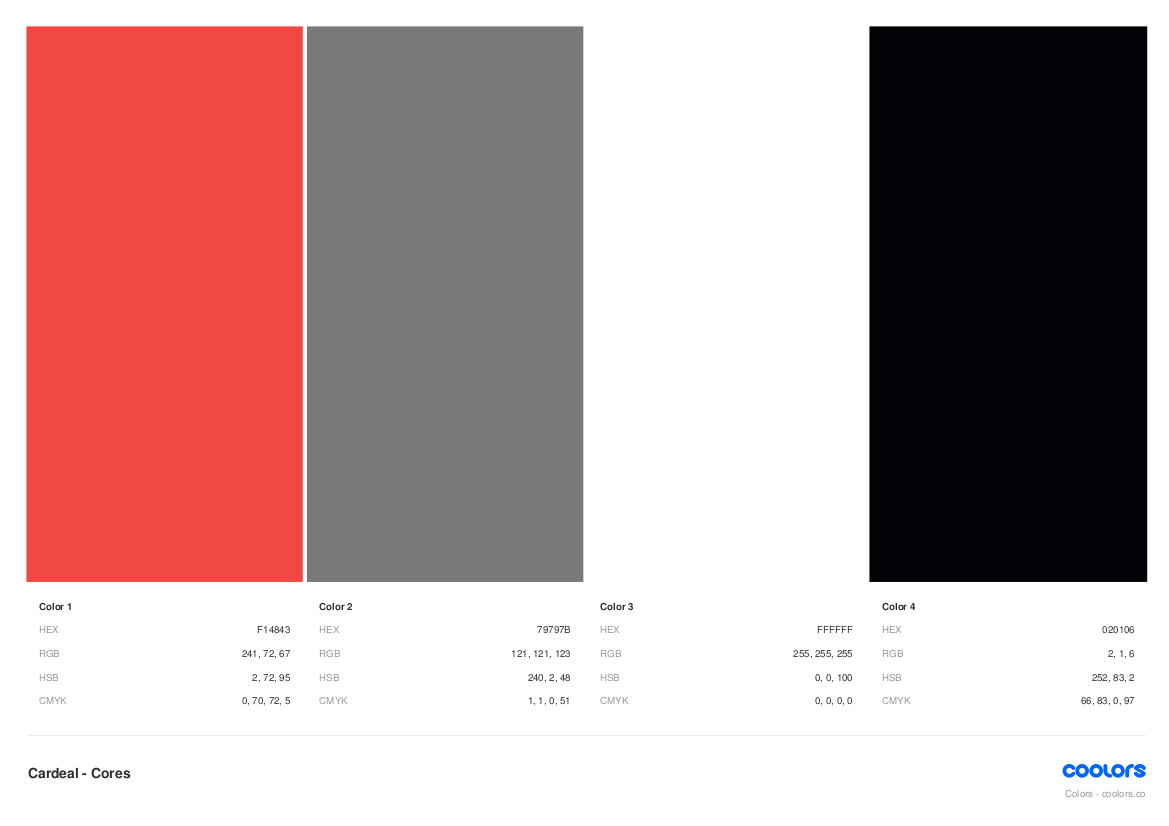 Color 1 Color 2 Color 3 Color 4
HEX F14843 HEX 79797B HEX FFFFFF HEX 020106
RGB 241, 72, 67 RGB 121, 121, 123 RGB 255, 255, 255 RGB 2, 1, 6
HSB 2, 72, 95 HSB 240, 2, 48 HSB 0, 0, 100 HSB 252, 83, 2
CMYK 0, 70, 72, 5 CMYK 1, 1, 0, 51 CMYK 0, 0, 0, 0 CMYK 66, 83, 0, 97
Cardeal - Cores
coolors
Colors - coolors.co